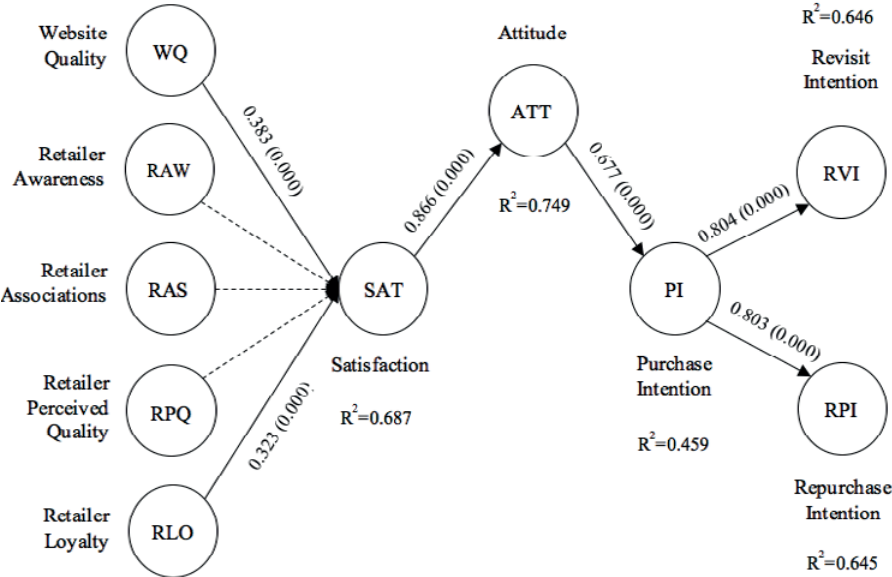 Website
Quality
WQ
0.383 (0.000)
Retailer
Awareness
RAW
Retailer
Associations
RAS
Retailer
Perceived
Quality
RPQ
Retailer
Loyalty
RLO
0.323 (0.000)
SAT
Satisfaction
R²=0.687
0.866 (0.000)
Attitude
ATT
R²=0.749
0.677 (0.000)
PI
Purchase
Intention
R²=0.459
0.804 (0.000)
R²=0.646
Revisit
Intention
RVI
0.803 (0.000)
RPI
Repurchase
Intention
R²=0.645